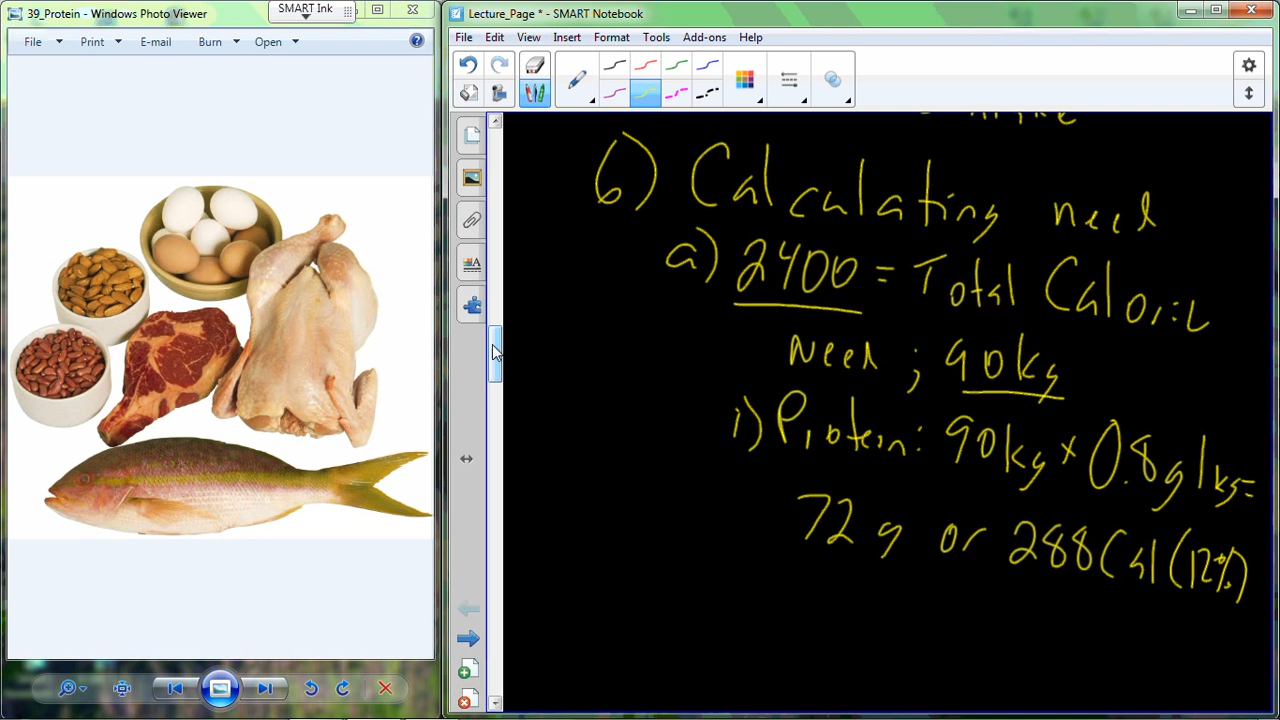 39_Protein - Windows Photo Viewer
SMART Ink
File Print E-mail Burn Open
Lecture_Page * - SMART Notebook
File Edit View Insert Format Tools Add-ons Help
6) Calculating need
a) 2400 = Total Caloric
Need ; 90kg
i) Protein: 90kg × 0.8g/kg=
72 g or 288 Cal (12%)